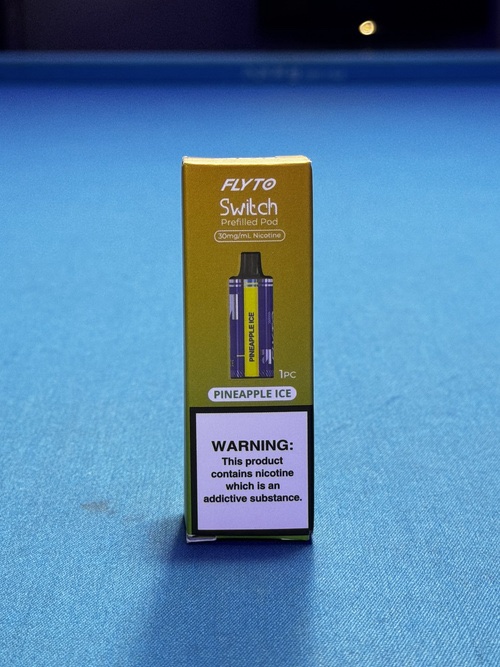 FLYTO
Switch
Prefilled Pod
30mg/mL Nicotine
PINEAPPLE ICE
1PC
PINEAPPLE ICE
WARNING:
This product
contains nicotine
which is an
addictive substance.